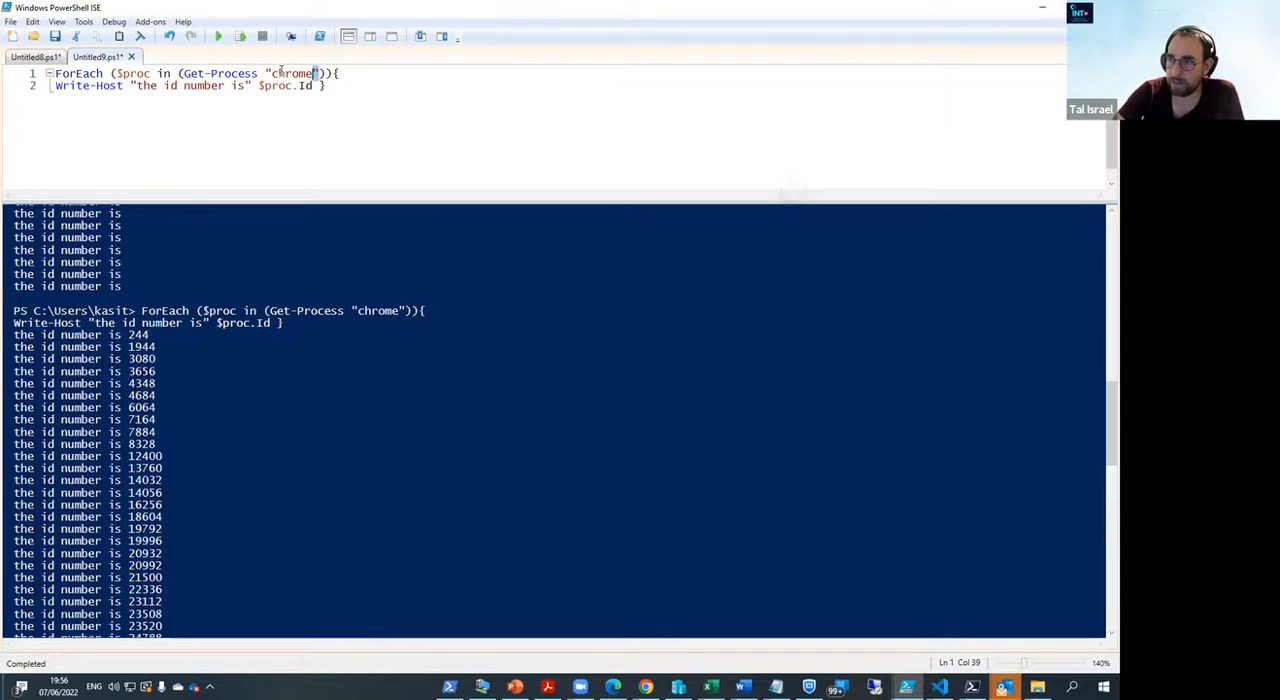 Windows PowerShell ISE
File Edit View Tools Debug Add-ons Help
Untitled8.ps1* Untitled9.ps1* X
1 ForEach ($proc in (Get-Process "chrome")){
2 Write-Host "the id number is" $proc.Id }
INT
Tal Israel
the id number is
the id number is
the id number is
the id number is
the id number is
the id number is
the id number is
PS C:\Users\kasit> ForEach ($proc in (Get-Process "chrome")){
Write-Host "the id number is" $proc.Id }
the id number is 244
the id number is 1944
the id number is 3080
the id number is 3656
the id number is 4348
the id number is 4684
the id number is 6064
the id number is 7164
the id number is 7884
the id number is 8328
the id number is 12400
the id number is 13760
the id number is 14032
the id number is 14056
the id number is 16256
the id number is 18604
the id number is 19792
the id number is 19996
the id number is 20932
the id number is 20992
the id number is 21500
the id number is 22336
the id number is 23112
the id number is 23508
the id number is 23520
the id number is 24788
Completed Ln 1 Col 39 140%
19:56
07/06/2022
ENG
99+